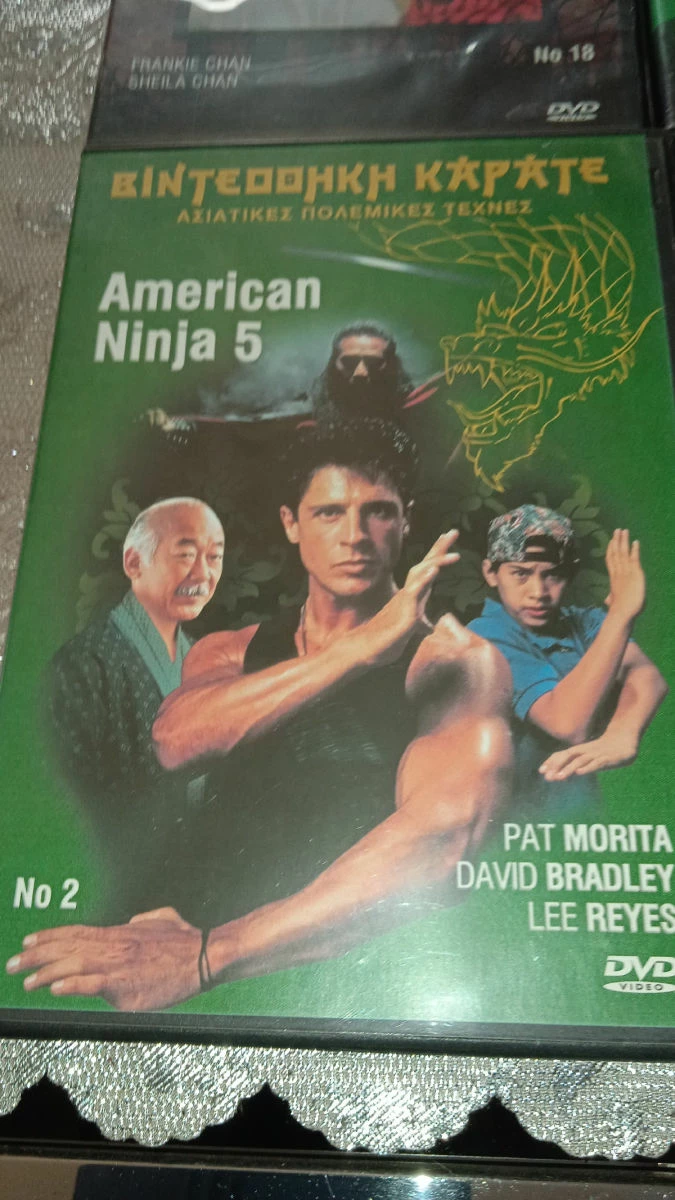 FRANKIE CHAN
SHEILA CHAN
No 18
DVD
ΒΙΝΤΕΟΘΗΚΗ ΚΑΡΑΤΕ
ΑΣΙΑΤΙΚΕΣ ΠΟΛΕΜΙΚΕΣ ΤΕΧΝΕΣ
American
Ninja 5
PAT MORITA
DAVID BRADLEY
LEE REYES
No 2
DVD
VIDEO